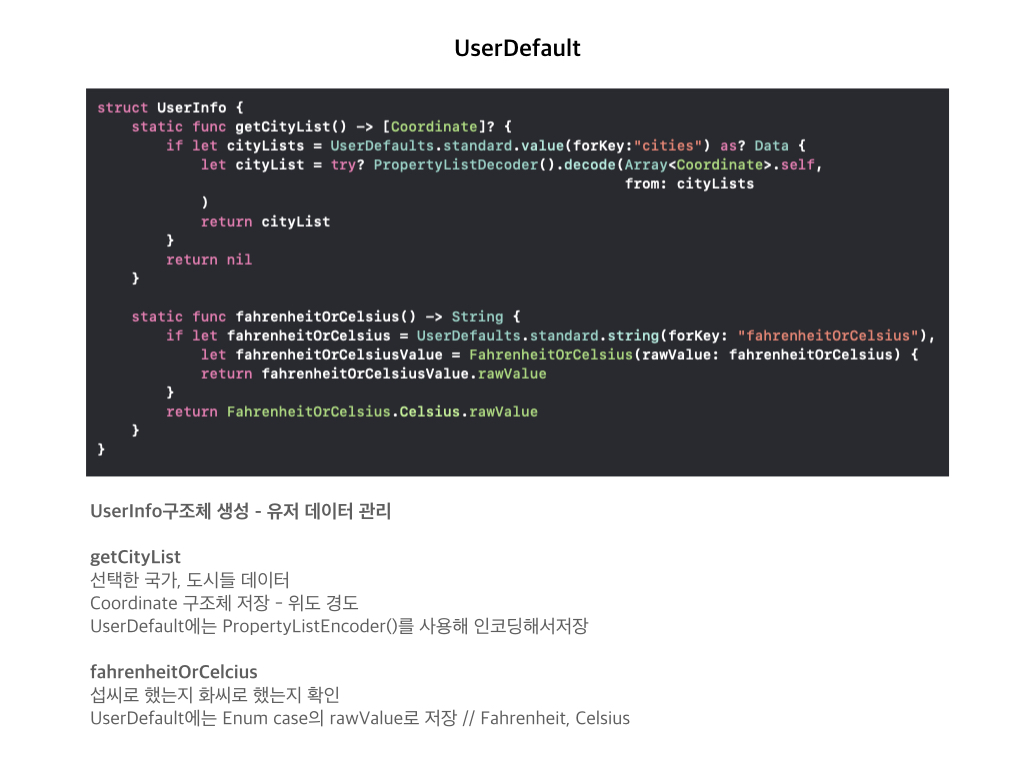 UserDefault
struct UserInfo {
    static func getCityList() -> [Coordinate]? {
        if let cityLists = UserDefaults.standard.value(forKey:"cities") as? Data {
            let cityList = try? PropertyListDecoder().decode(Array<Coordinate>.self,
                                                             from: cityLists
            )
            return cityList
        }
        return nil
    }
    static func fahrenheitOrCelsius() -> String {
        if let fahrenheitOrCelsius = UserDefaults.standard.string(forKey: "fahrenheitOrCelsius"),
            let fahrenheitOrCelsiusValue = FahrenheitOrCelsius(rawValue: fahrenheitOrCelsius) {
            return fahrenheitOrCelsiusValue.rawValue
        }
        return FahrenheitOrCelsius.Celsius.rawValue
    }
}
UserInfo구조체 생성 - 유저 데이터 관리
getCityList
선택한 국가, 도시들 데이터
Coordinate 구조체 저장 - 위도 경도
UserDefault에는 PropertyListEncoder()를 사용해 인코딩해서저장
fahrenheitOrCelcius
섭씨로 했는지 화씨로 했는지 확인
UserDefault에는 Enum case의 rawValue로 저장 // Fahrenheit, Celsius